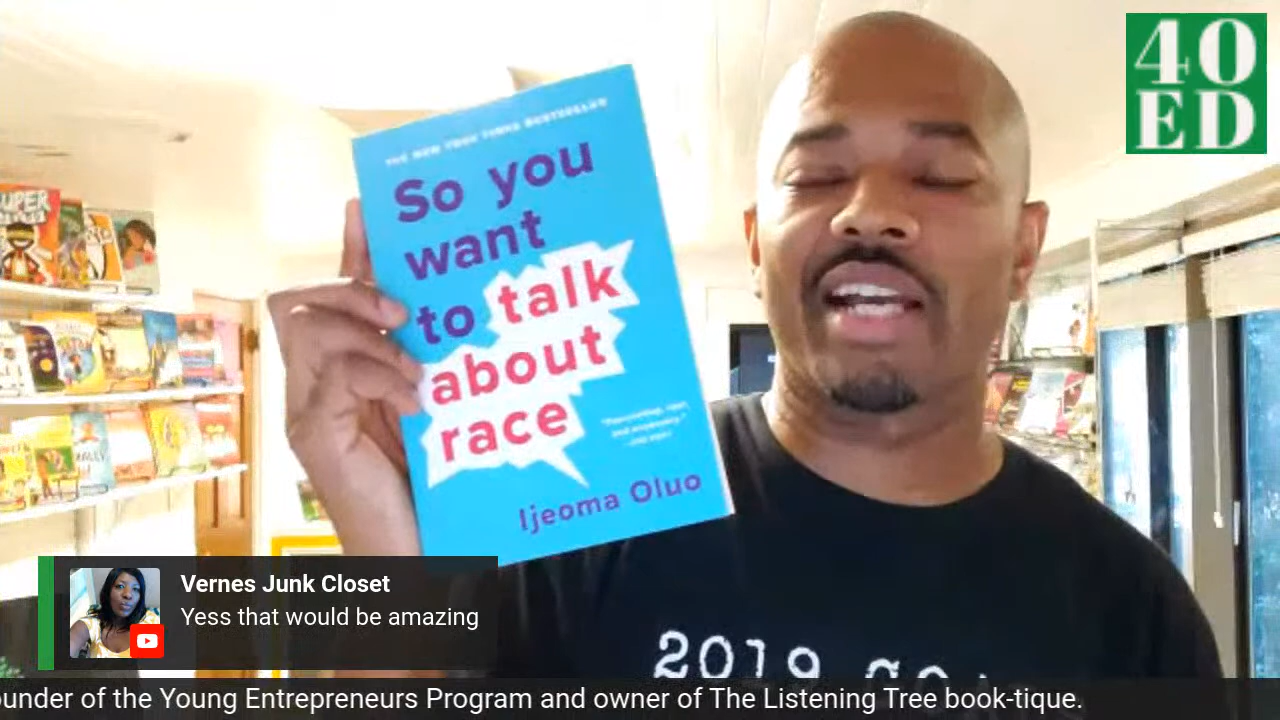 40
ED
THE NEW YORK TIMES BESTSELLER
So you
want
to talk
about
race
Ijeoma Oluo
SUPER
Vernes Junk Closet
Yess that would be amazing
2019
ounder of the Young Entrepreneurs Program and owner of The Listening Tree book-tique.